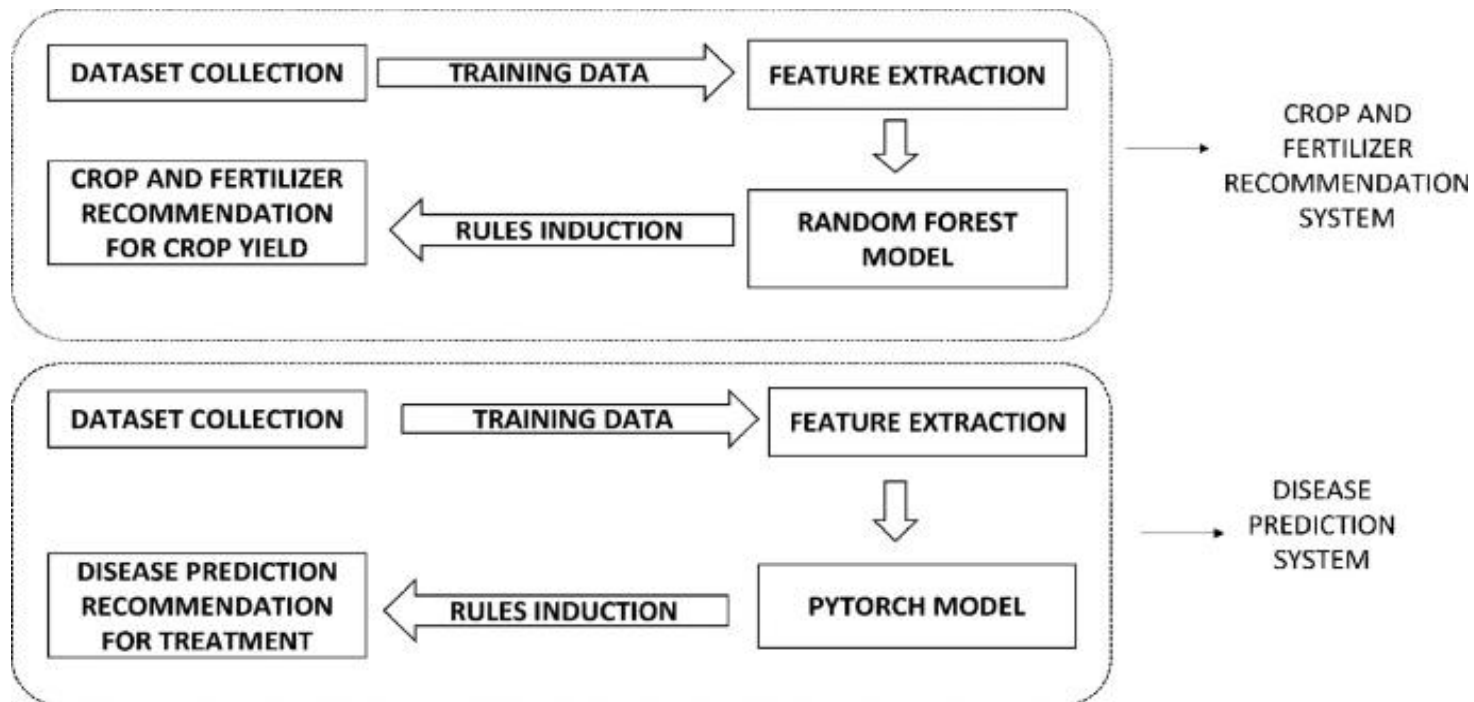 DATASET COLLECTION
TRAINING DATA
FEATURE EXTRACTION
CROP AND FERTILIZER
RECOMMENDATION
FOR CROP YIELD
RULES INDUCTION
RANDOM FOREST
MODEL
CROP AND
FERTILIZER
RECOMMENDATION
SYSTEM
DATASET COLLECTION
TRAINING DATA
FEATURE EXTRACTION
DISEASE PREDICTION
RECOMMENDATION
FOR TREATMENT
RULES INDUCTION
PYTORCH MODEL
DISEASE
PREDICTION
SYSTEM